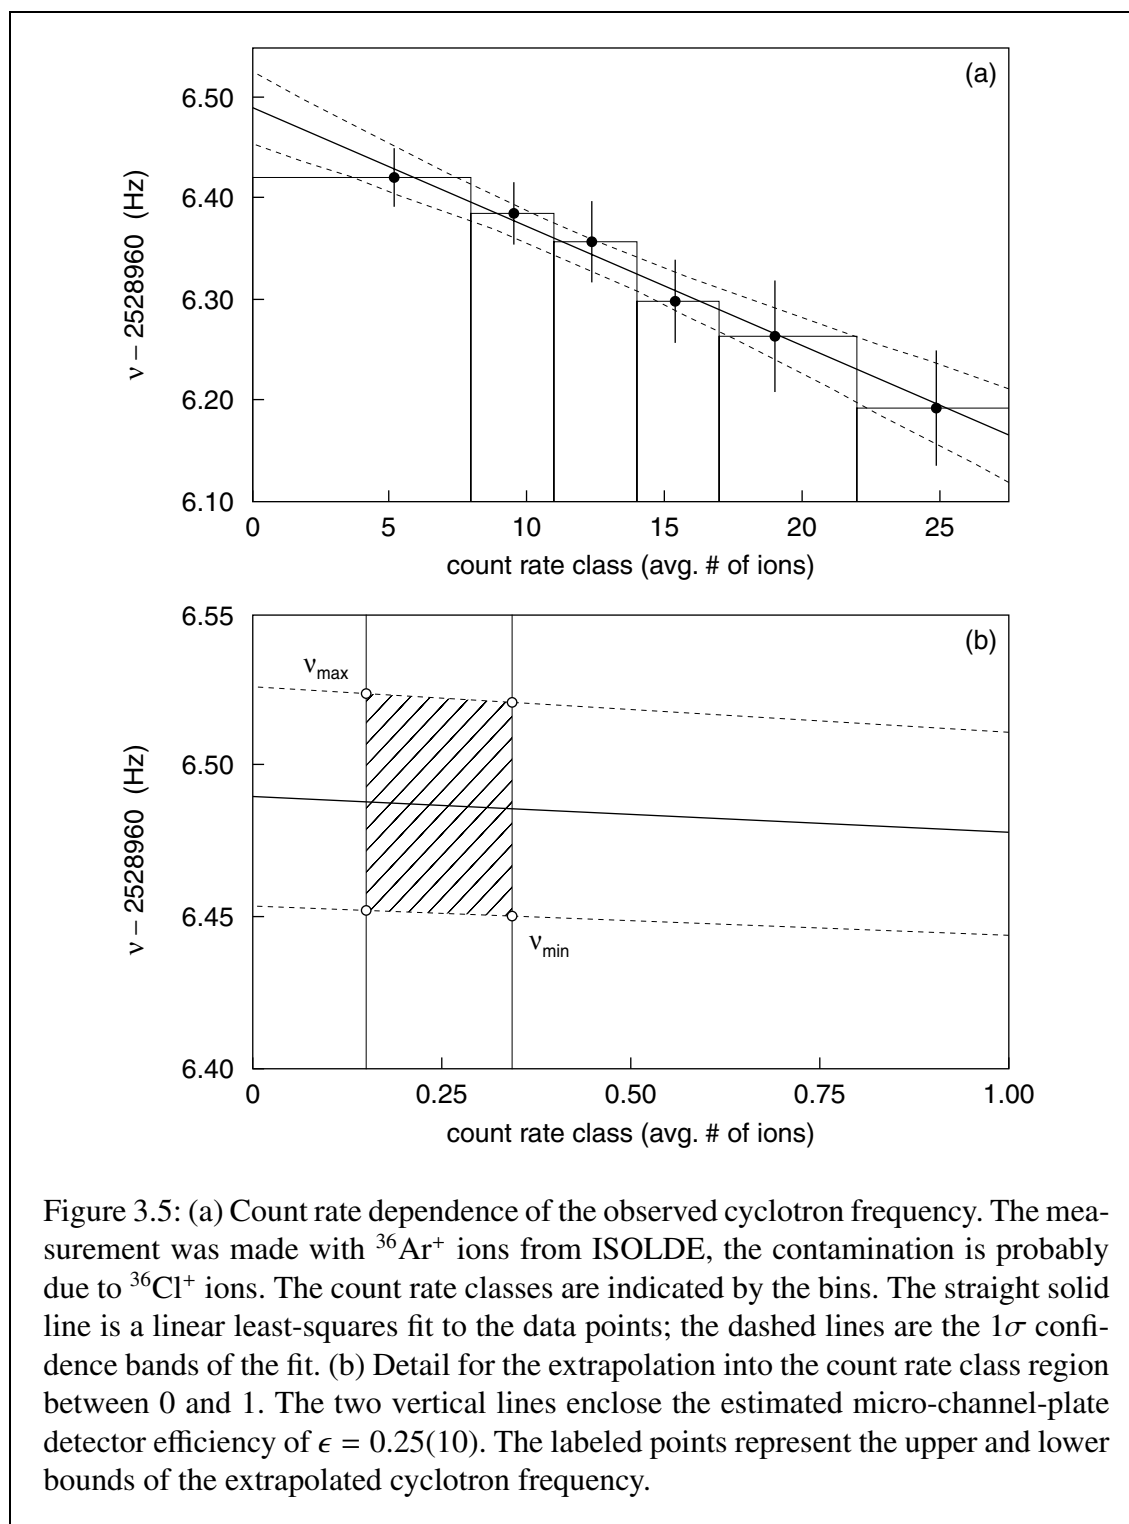 (a)
6.50
6.40
6.30
6.20
6.10
ν – 2528960 (Hz)
0 5 10 15 20 25
count rate class (avg. # of ions)
(b)
6.55
6.50
6.45
6.40
ν – 2528960 (Hz)
νmax
νmin
0 0.25 0.50 0.75 1.00
count rate class (avg. # of ions)
Figure 3.5: (a) Count rate dependence of the observed cyclotron frequency. The mea-
surement was made with ³⁶Ar⁺ ions from ISOLDE, the contamination is probably
due to ³⁶Cl⁺ ions. The count rate classes are indicated by the bins. The straight solid
line is a linear least-squares fit to the data points; the dashed lines are the 1σ confi-
dence bands of the fit. (b) Detail for the extrapolation into the count rate class region
between 0 and 1. The two vertical lines enclose the estimated micro-channel-plate
detector efficiency of ϵ = 0.25(10). The labeled points represent the upper and lower
bounds of the extrapolated cyclotron frequency.